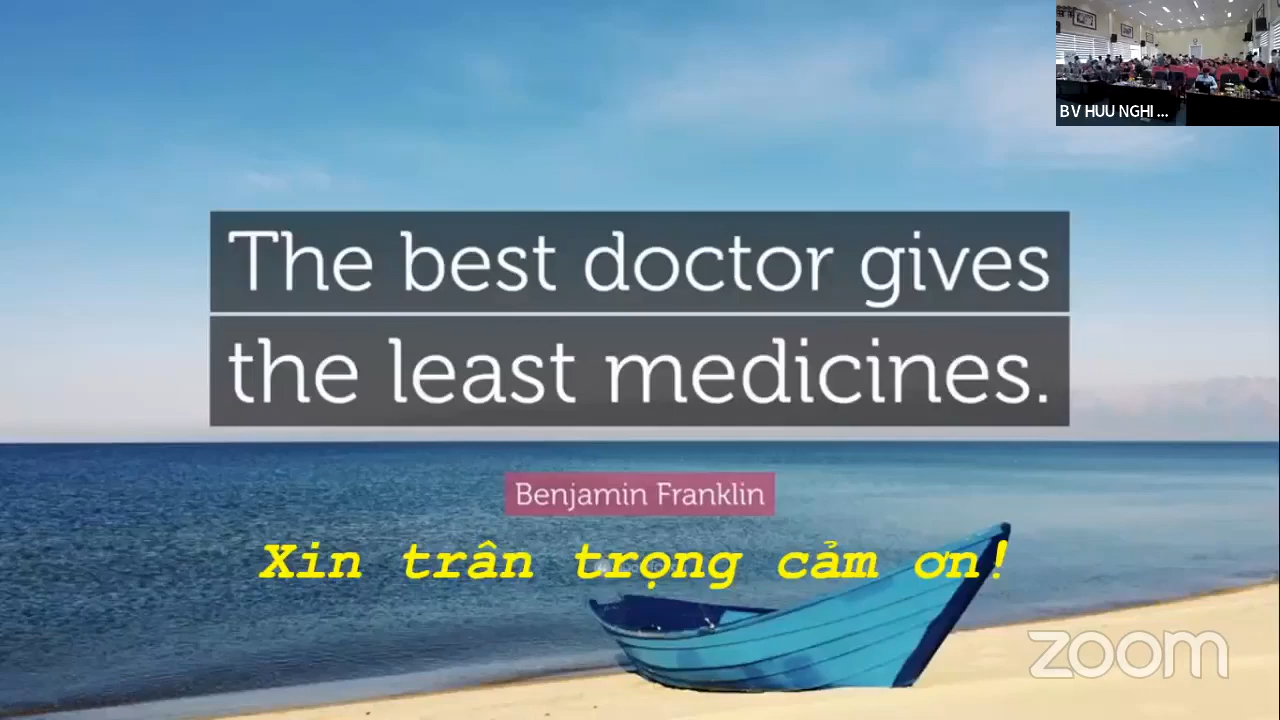 BV HUU NGHI ...
The best doctor gives
the least medicines.
Benjamin Franklin
Xin trân trọng cảm ơn!
zoom